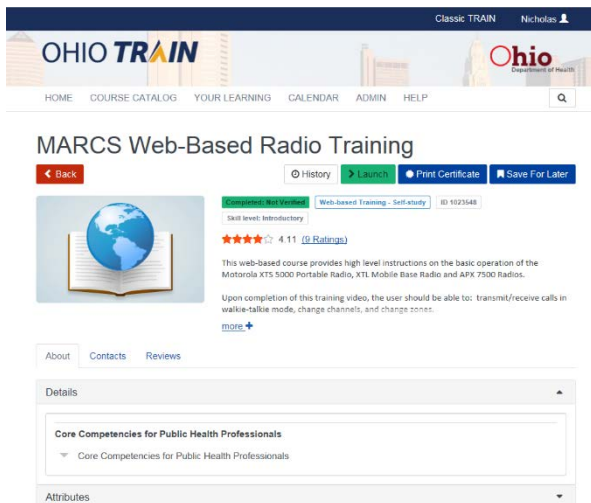 Classic TRAIN Nicholas
OHIO TRAIN
Ohio
Department of Health
HOME COURSE CATALOG YOUR LEARNING CALENDAR ADMIN HELP
MARCS Web-Based Radio Training
Back History Launch Print Certificate Save For Later
Completed: Not Verified Web-based Training - Self-study ID 1023548
Skill level: Introductory
4.11 (9 Ratings)
This web-based course provides high level instructions on the basic operation of the
Motorola XTS 5000 Portable Radio, XTL Mobile Base Radio and APX 7500 Radios.
Upon completion of this training video, the user should be able to: transmit/receive calls in
walkie-talkie mode, change channels, and change zones.
more +
About Contacts Reviews
Details
Core Competencies for Public Health Professionals
Core Competencies for Public Health Professionals
Attributes